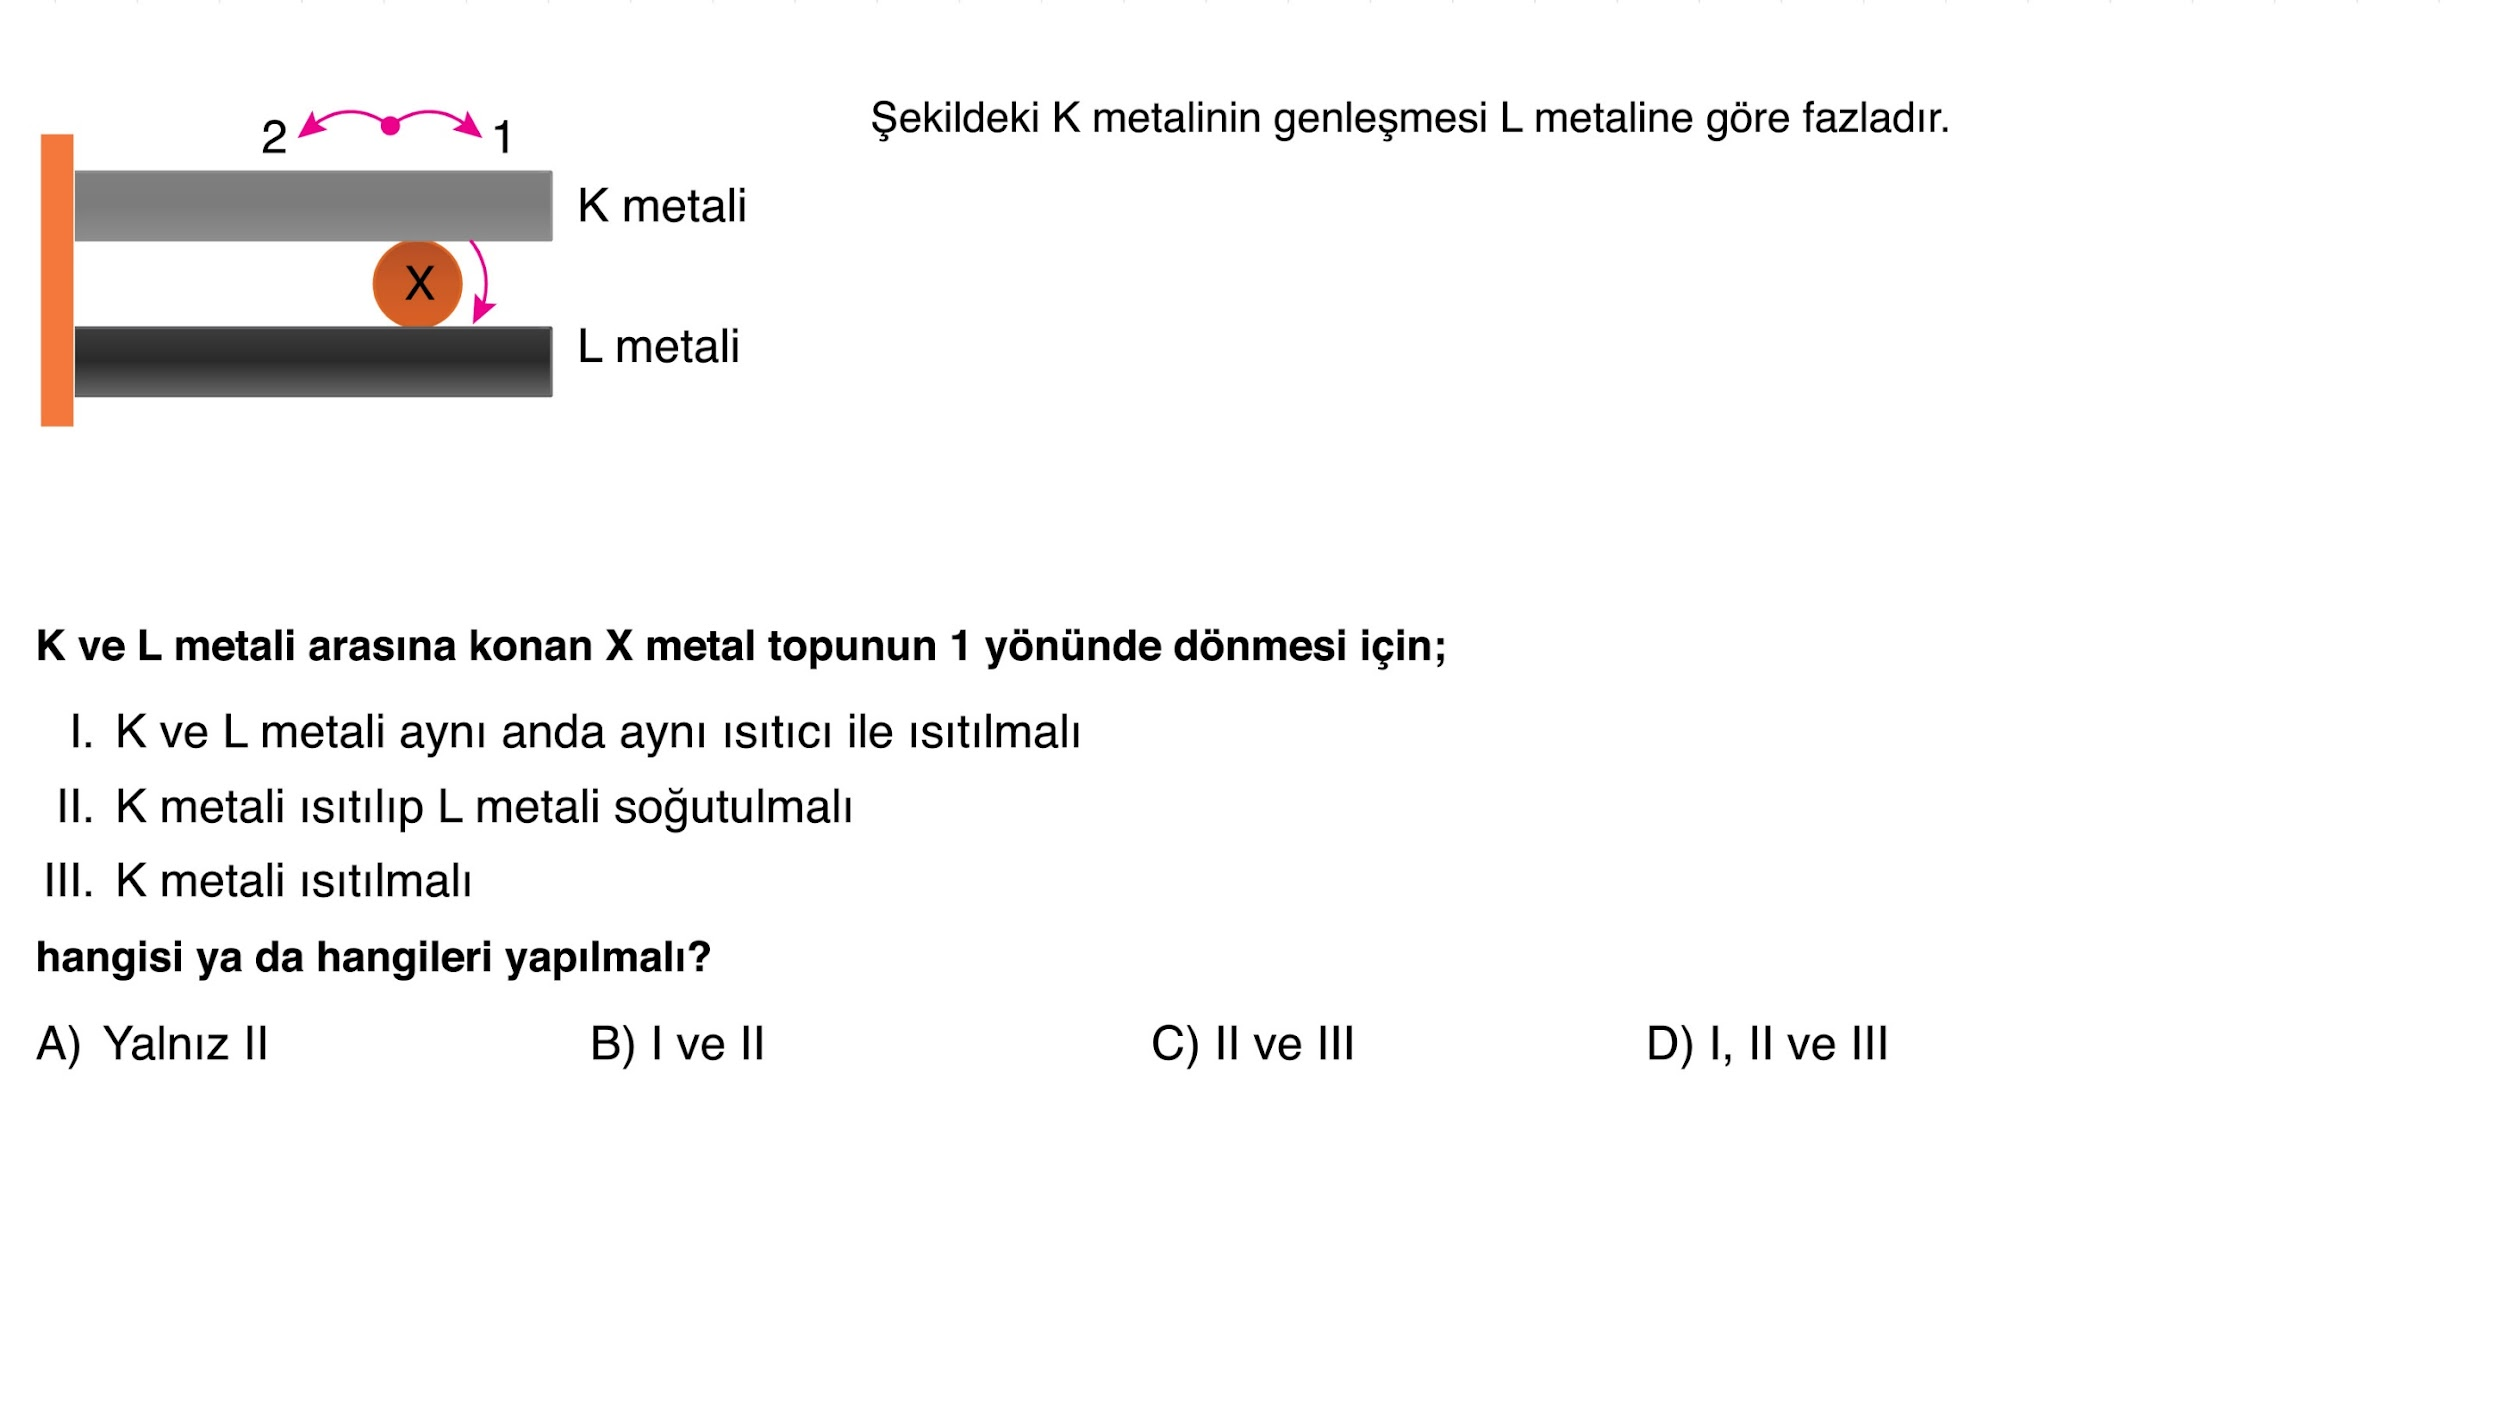 2 1
Şekildeki K metalinin genleşmesi L metaline göre fazladır.
K metali
X
L metali
K ve L metali arasına konan X metal topunun 1 yönünde dönmesi için;
I. K ve L metali aynı anda aynı ısıtıcı ile ısıtılmalı
II. K metali ısıtılıp L metali soğutulmalı
III. K metali ısıtılmalı
hangisi ya da hangileri yapılmalı?
A) Yalnız II B) I ve II C) II ve III D) I, II ve III